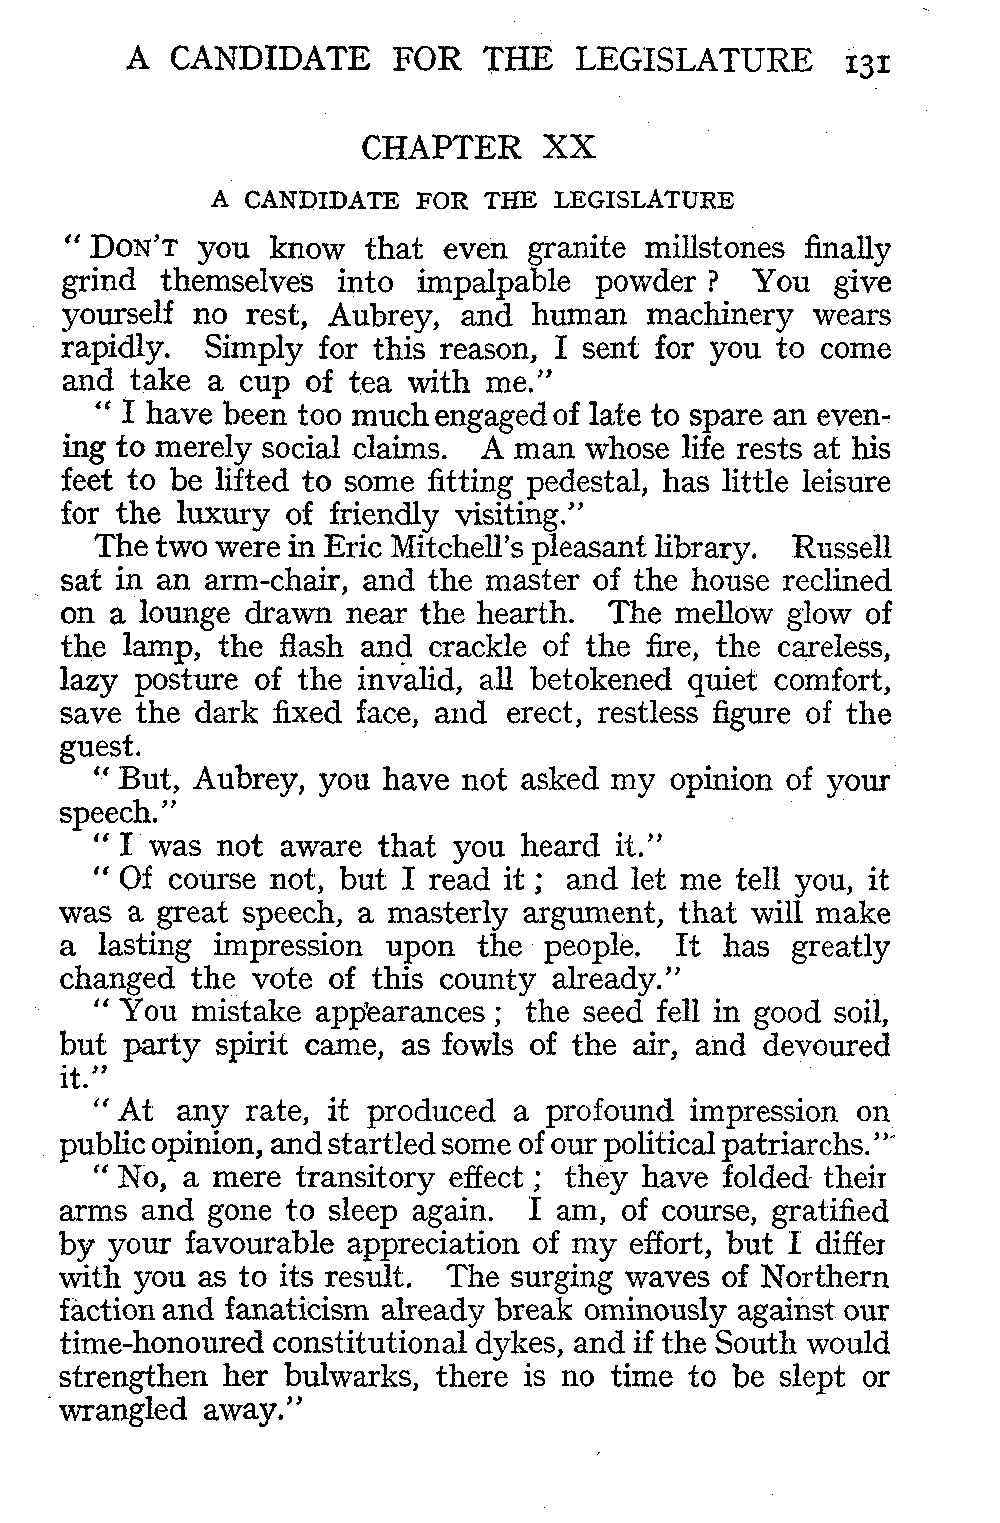 A CANDIDATE FOR THE LEGISLATURE 131
CHAPTER XX
A CANDIDATE FOR THE LEGISLATURE
“ DON’T you know that even granite millstones finally
grind themselves into impalpable powder ? You give
yourself no rest, Aubrey, and human machinery wears
rapidly. Simply for this reason, I sent for you to come
and take a cup of tea with me.”
“ I have been too much engaged of late to spare an even-
ing to merely social claims. A man whose life rests at his
feet to be lifted to some fitting pedestal, has little leisure
for the luxury of friendly visiting.”
The two were in Eric Mitchell’s pleasant library. Russell
sat in an arm-chair, and the master of the house reclined
on a lounge drawn near the hearth. The mellow glow of
the lamp, the flash and crackle of the fire, the careless,
lazy posture of the invalid, all betokened quiet comfort,
save the dark fixed face, and erect, restless figure of the
guest.
“ But, Aubrey, you have not asked my opinion of your
speech.”
“ I was not aware that you heard it.”
“ Of course not, but I read it ; and let me tell you, it
was a great speech, a masterly argument, that will make
a lasting impression upon the people. It has greatly
changed the vote of this county already.”
“ You mistake appearances ; the seed fell in good soil,
but party spirit came, as fowls of the air, and devoured
it.”
“ At any rate, it produced a profound impression on
public opinion, and startled some of our political patriarchs.”
“ No, a mere transitory effect ; they have folded their
arms and gone to sleep again. I am, of course, gratified
by your favourable appreciation of my effort, but I differ
with you as to its result. The surging waves of Northern
faction and fanaticism already break ominously against our
time-honoured constitutional dykes, and if the South would
strengthen her bulwarks, there is no time to be slept or
wrangled away.”